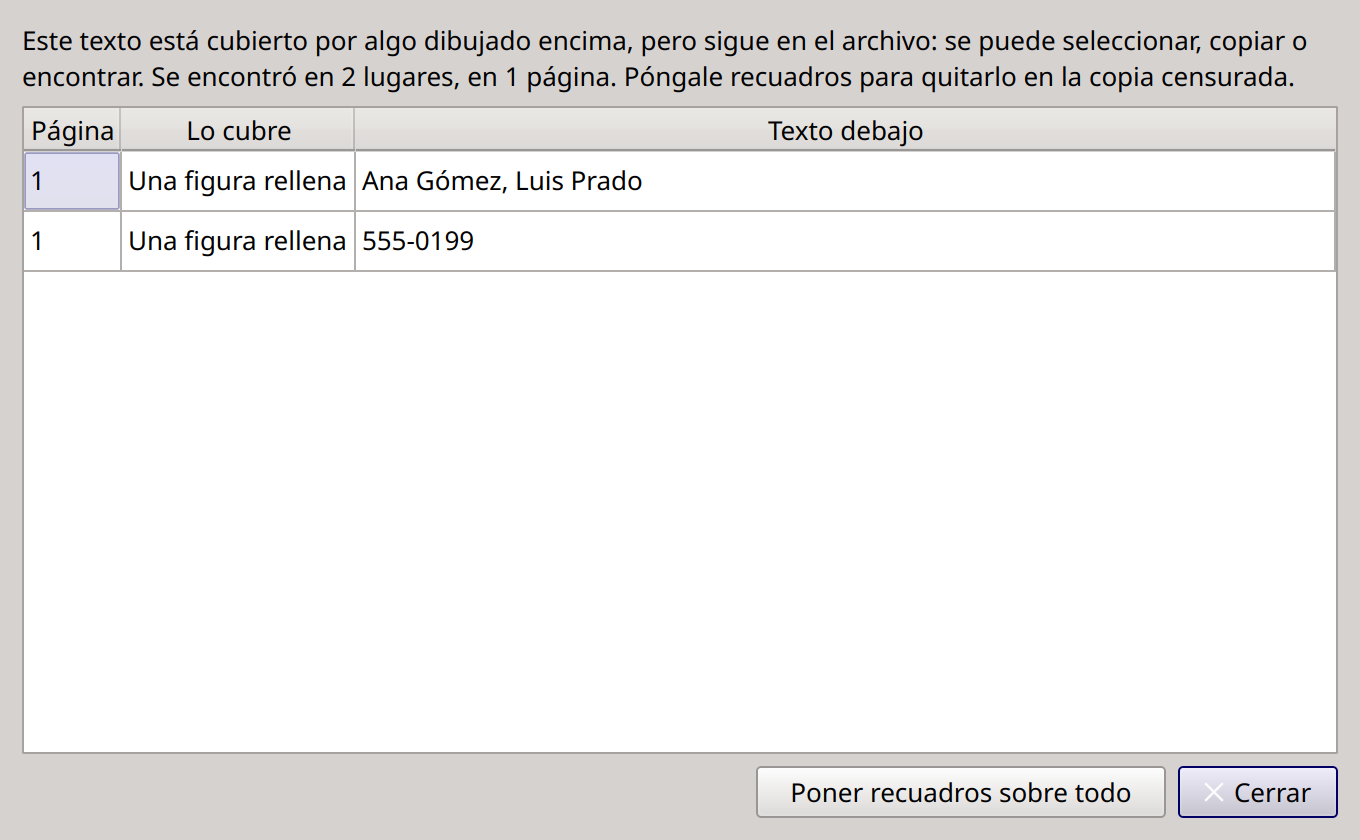 Este texto está cubierto por algo dibujado encima, pero sigue en el archivo: se puede seleccionar, copiar o
encontrar. Se encontró en 2 lugares, en 1 página. Póngale recuadros para quitarlo en la copia censurada.
Página Lo cubre Texto debajo
1 Una figura rellena Ana Gómez, Luis Prado
1 Una figura rellena 555-0199
Poner recuadros sobre todo Cerrar